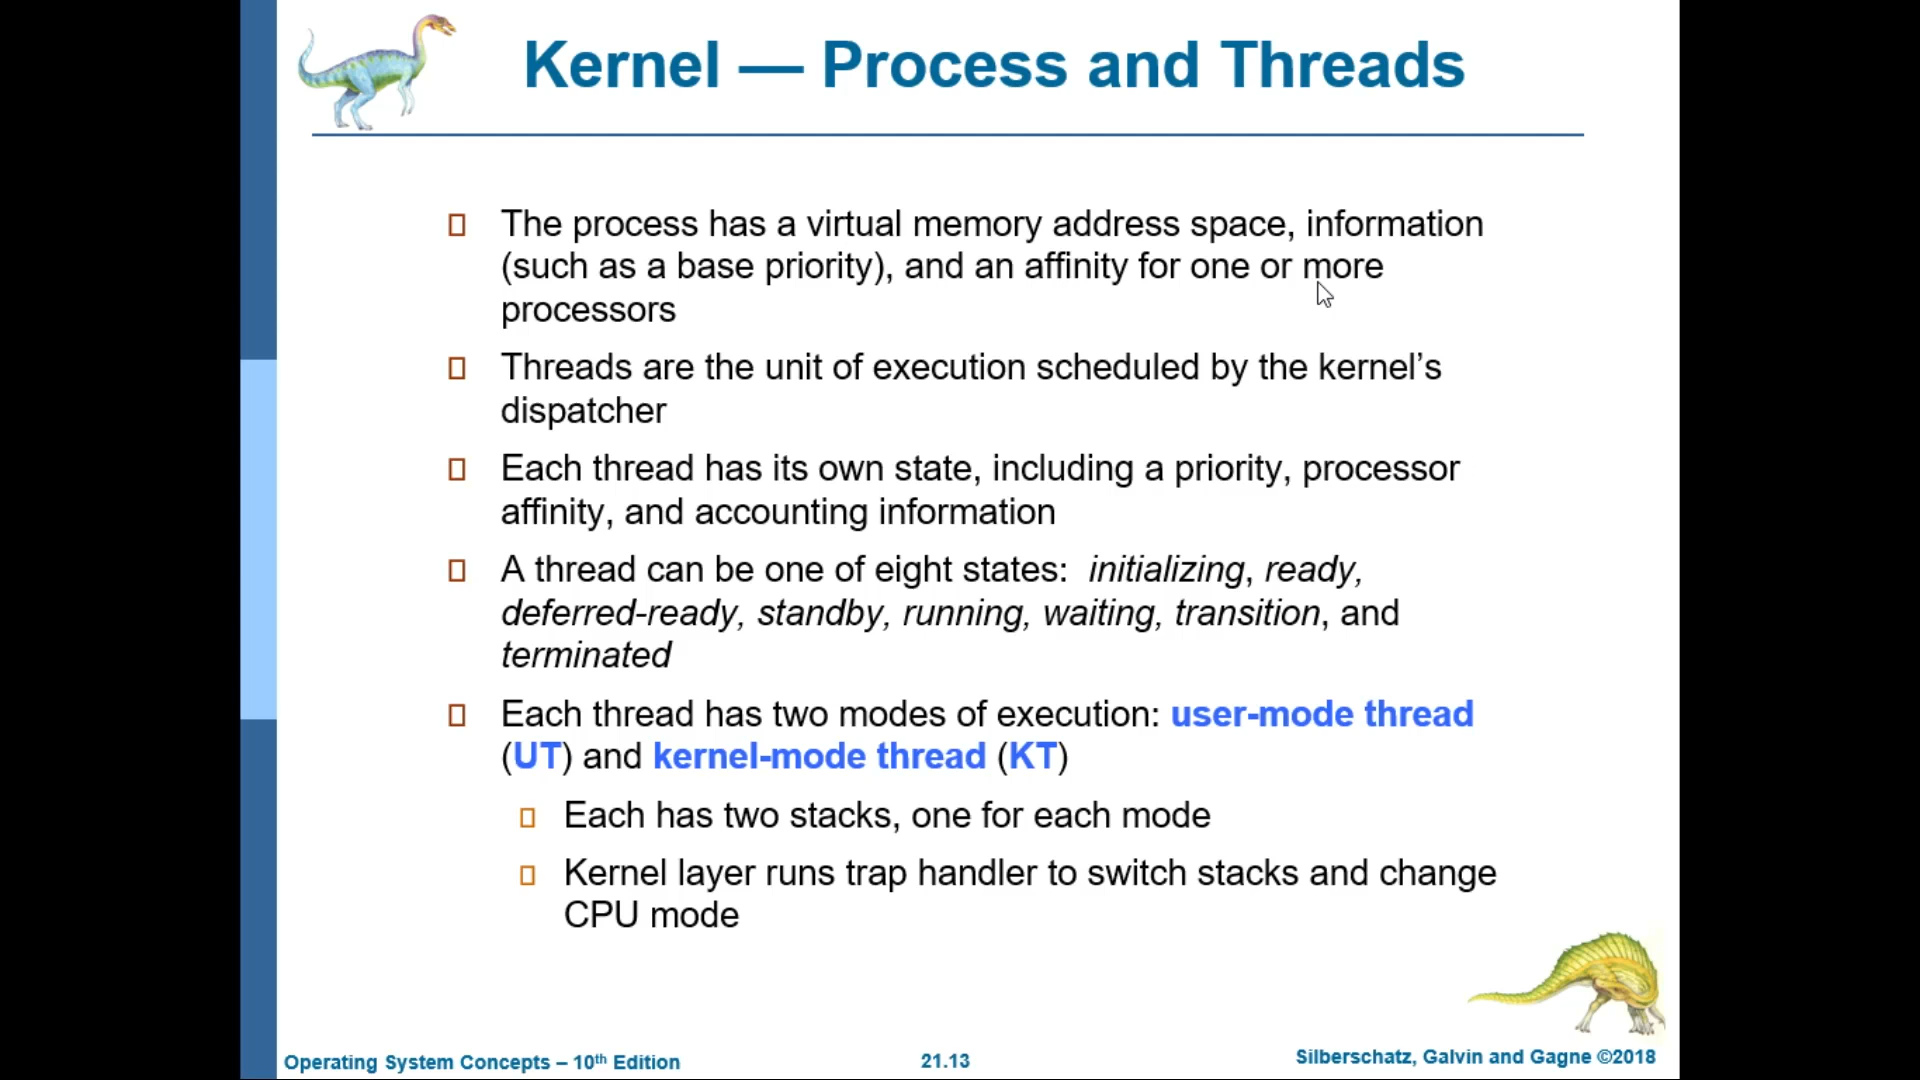 Kernel — Process and Threads
The process has a virtual memory address space, information
(such as a base priority), and an affinity for one or more
processors
Threads are the unit of execution scheduled by the kernel’s
dispatcher
Each thread has its own state, including a priority, processor
affinity, and accounting information
A thread can be one of eight states:  initializing, ready,
deferred-ready, standby, running, waiting, transition, and
terminated
Each thread has two modes of execution: user-mode thread
(UT) and kernel-mode thread (KT)
Each has two stacks, one for each mode
Kernel layer runs trap handler to switch stacks and change
CPU mode
Operating System Concepts – 10th Edition
21.13
Silberschatz, Galvin and Gagne ©2018